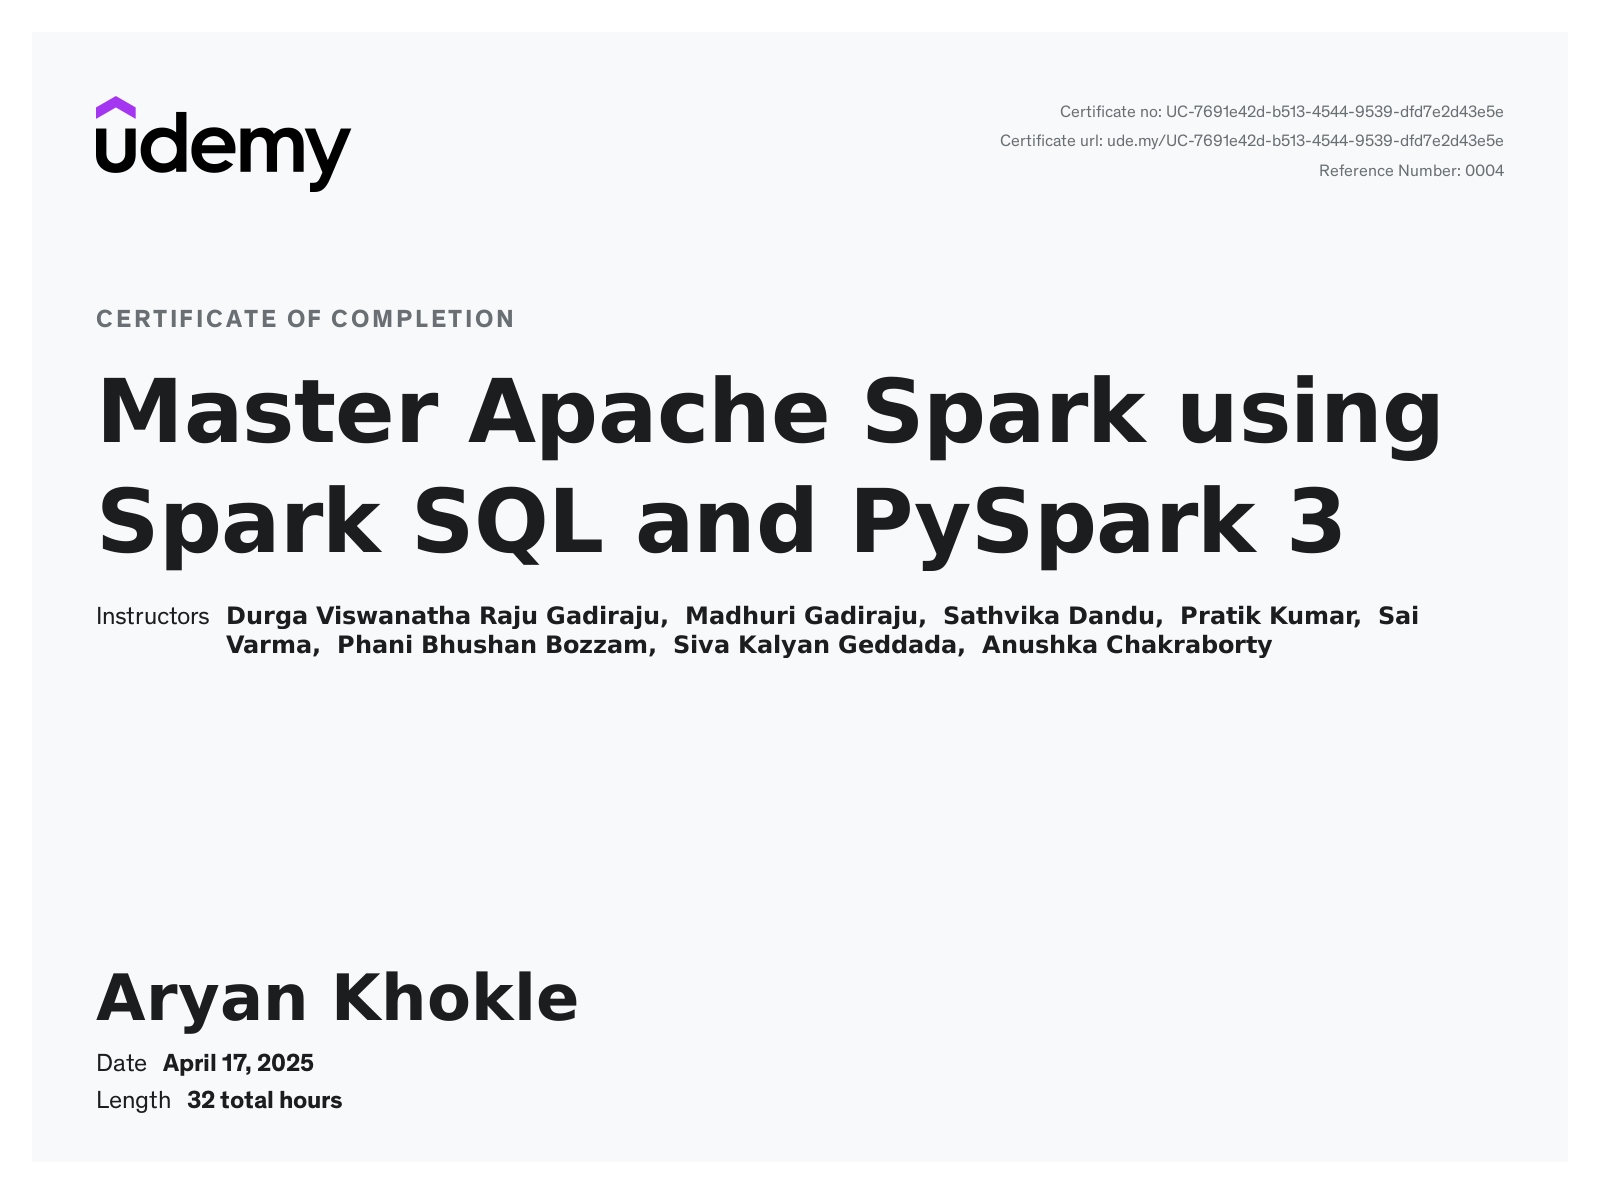 udemy
Certificate no: UC-7691e42d-b513-4544-9539-dfd7e2d43e5e
Certificate url: ude.my/UC-7691e42d-b513-4544-9539-dfd7e2d43e5e
Reference Number: 0004
CERTIFICATE OF COMPLETION
Master Apache Spark using
Spark SQL and PySpark 3
Instructors Durga Viswanatha Raju Gadiraju, Madhuri Gadiraju, Sathvika Dandu, Pratik Kumar, Sai
Varma, Phani Bhushan Bozzam, Siva Kalyan Geddada, Anushka Chakraborty
Aryan Khokle
Date April 17, 2025
Length 32 total hours